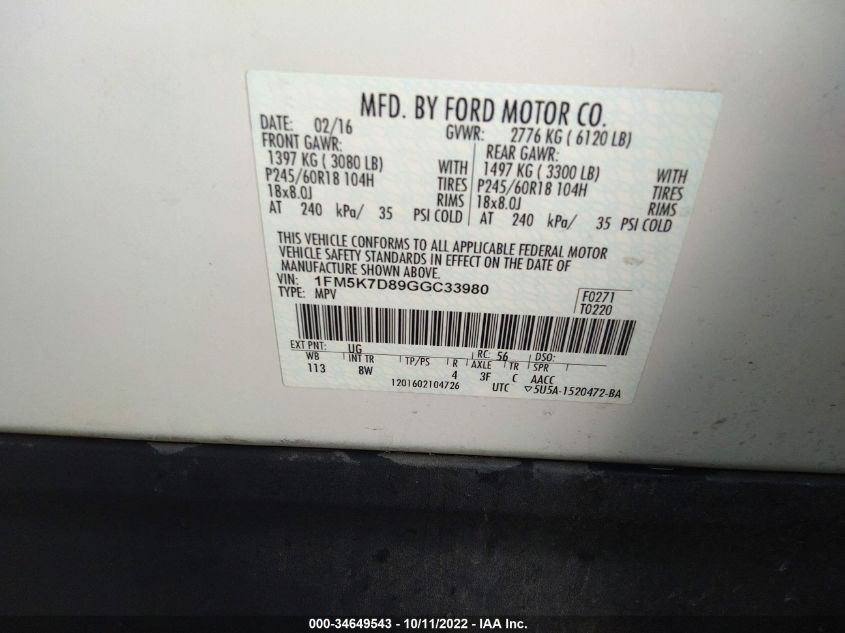 MFD. BY FORD MOTOR CO.
DATE: 02/16 GVWR: 2776 KG ( 6120 LB)
FRONT GAWR: REAR GAWR:
1397 KG ( 3080 LB) WITH 1497 KG ( 3300 LB) WITH
P245/60R18 104H TIRES P245/60R18 104H TIRES
18x8.0J RIMS 18x8.0J RIMS
AT 240 kPa/ 35 PSI COLD AT 240 kPa/ 35 PSI COLD
THIS VEHICLE CONFORMS TO ALL APPLICABLE FEDERAL MOTOR
VEHICLE SAFETY STANDARDS IN EFFECT ON THE DATE OF
MANUFACTURE SHOWN ABOVE.
VIN: 1FM5K7D89GGC33980
TYPE: MPV
F0271
T0220
EXT PNT: UG RC: 56 DSO:
WB INT TR TP/PS R AXLE TR SPR
113 8W 4 3F C AACC
1201602104726 UTC ▽5U5A-1520472-BA
000-34649543 - 10/11/2022 - IAA Inc.